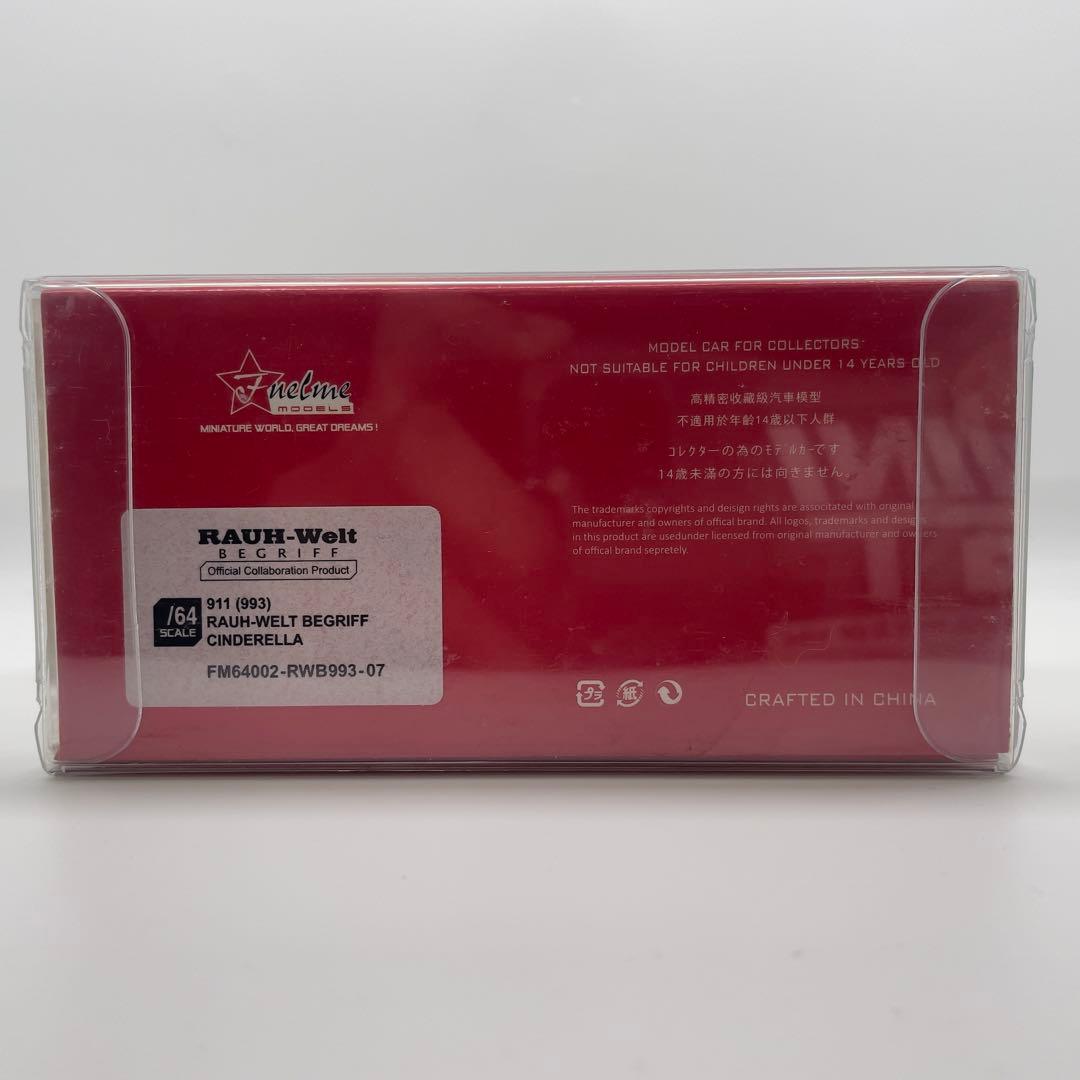 Fnelme
MODELS
MINIATURE WORLD, GREAT DREAMS !
MODEL CAR FOR COLLECTORS
NOT SUITABLE FOR CHILDREN UNDER 14 YEARS OLD
高精密收藏級汽車模型
不適用於年齡14歲以下人群
コレクターの為のモデルカーです
14歳未満の方には向きません。
The trademarks copyrights and deisign rights are associtated with original
manufacturer and owners of offical brand. All logos, trademarks and designs
in this product are usedunder licensed from original manufacturer and owners
of offical brand sepretely.
RAUH-Welt
BEGRIFF
Official Collaboration Product
/64
SCALE
911 (993)
RAUH-WELT BEGRIFF
CINDERELLA
FM64002-RWB993-07
プラ
紙
CRAFTED IN CHINA